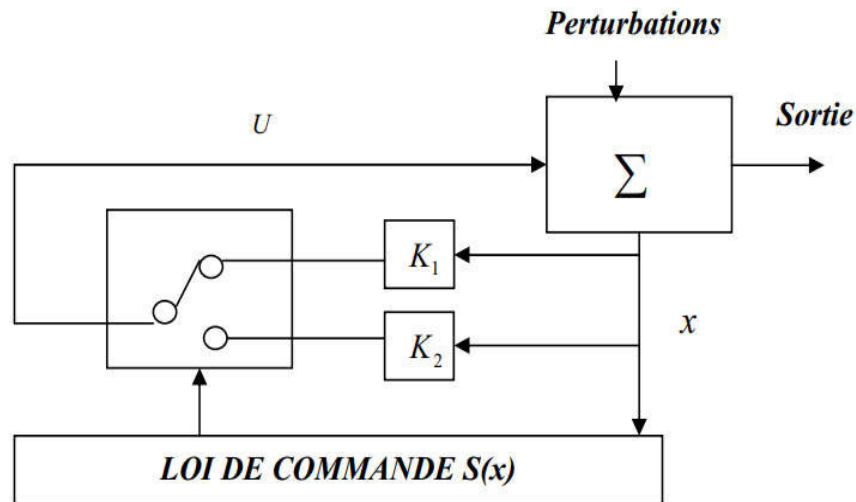 Perturbations
Sortie
U
Σ
K₁
K₂
x
LOI DE COMMANDE S(x)